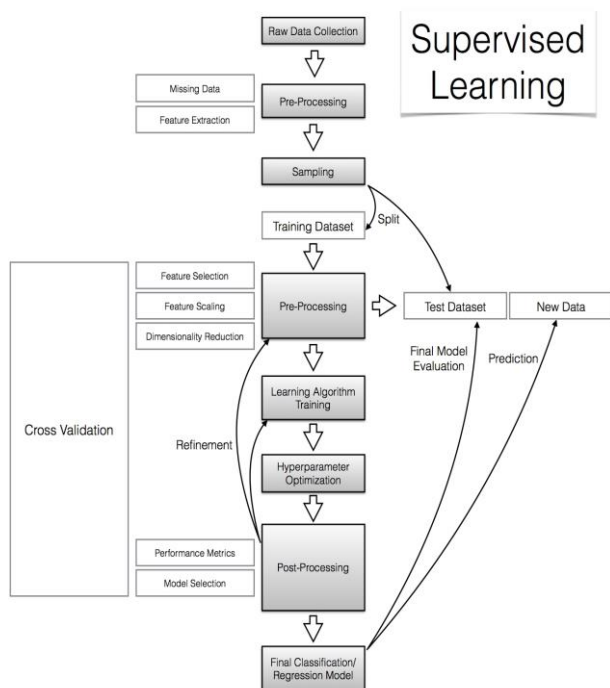 Supervised
Learning
Raw Data Collection
Missing Data
Feature Extraction
Pre-Processing
Sampling
Split
Training Dataset
Feature Selection
Feature Scaling
Dimensionality Reduction
Pre-Processing
Test Dataset
New Data
Final Model
Evaluation
Prediction
Learning Algorithm
Training
Cross Validation
Refinement
Hyperparameter
Optimization
Performance Metrics
Model Selection
Post-Processing
Final Classification/
Regression Model